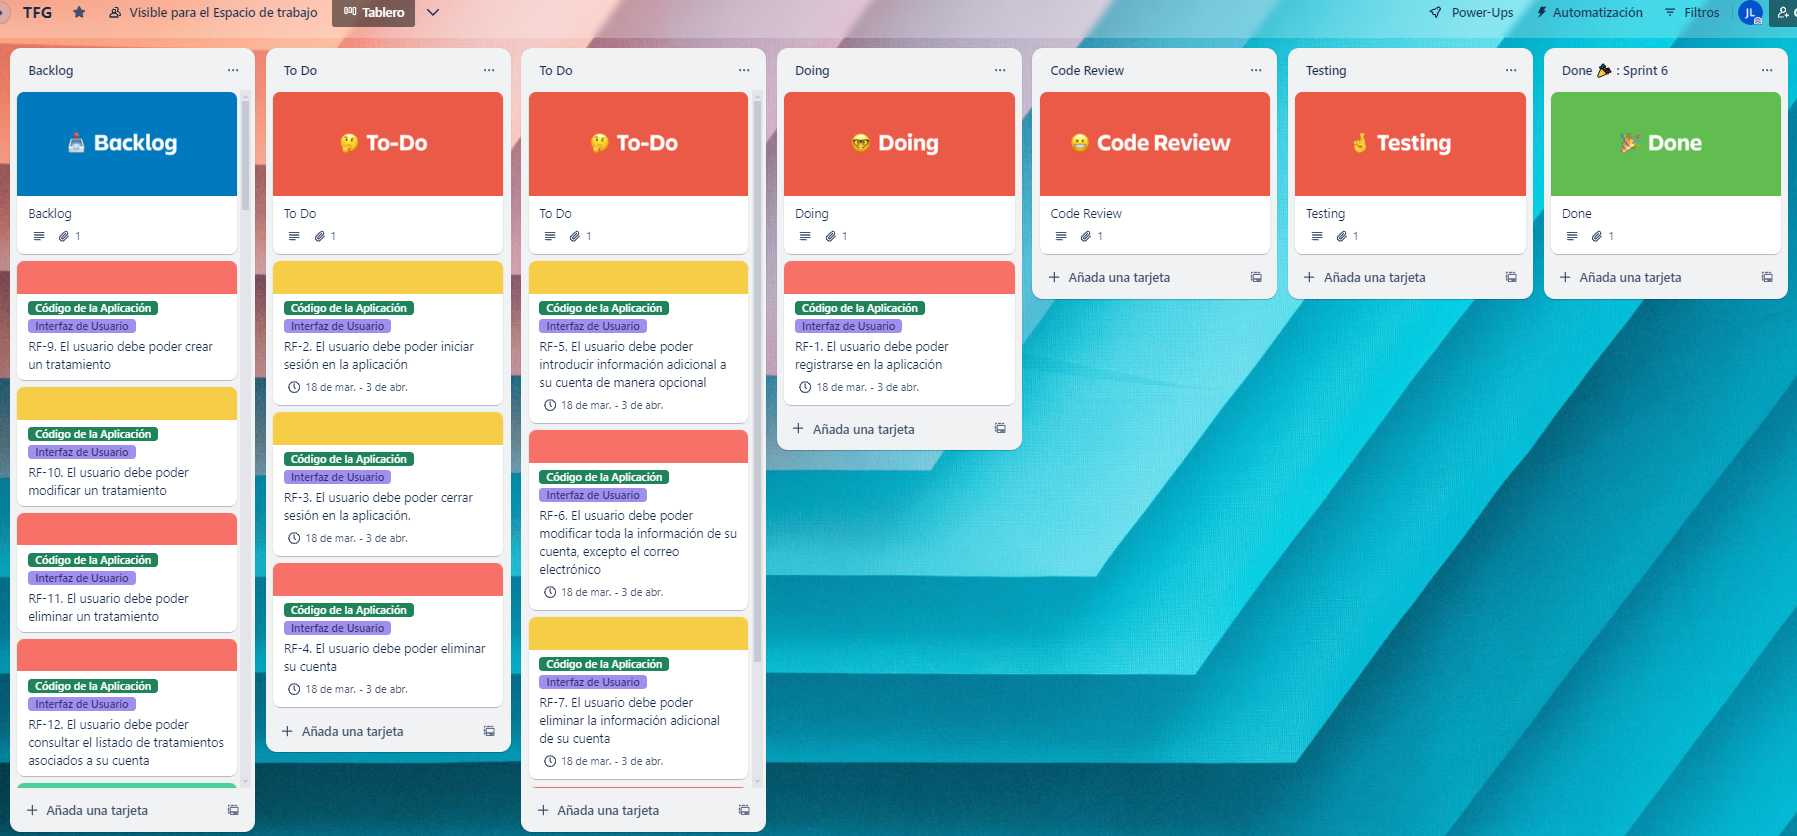 TFG
Visible para el Espacio de trabajo
Tablero
Power-Ups
Automatización
Filtros
JL
Backlog
Backlog
Backlog
1
Código de la Aplicación
Interfaz de Usuario
RF-9. El usuario debe poder crear
un tratamiento
Código de la Aplicación
Interfaz de Usuario
RF-10. El usuario debe poder
modificar un tratamiento
Código de la Aplicación
Interfaz de Usuario
RF-11. El usuario debe poder
eliminar un tratamiento
Código de la Aplicación
Interfaz de Usuario
RF-12. El usuario debe poder
consultar el listado de tratamientos
asociados a su cuenta
Añada una tarjeta
To Do
To-Do
To Do
1
Código de la Aplicación
Interfaz de Usuario
RF-2. El usuario debe poder iniciar
sesión en la aplicación
18 de mar. - 3 de abr.
Código de la Aplicación
Interfaz de Usuario
RF-3. El usuario debe poder cerrar
sesión en la aplicación.
18 de mar. - 3 de abr.
Código de la Aplicación
Interfaz de Usuario
RF-4. El usuario debe poder eliminar
su cuenta
18 de mar. - 3 de abr.
Añada una tarjeta
To Do
To-Do
To Do
1
Código de la Aplicación
Interfaz de Usuario
RF-5. El usuario debe poder
introducir información adicional a
su cuenta de manera opcional
18 de mar. - 3 de abr.
Código de la Aplicación
Interfaz de Usuario
RF-6. El usuario debe poder
modificar toda la información de su
cuenta, excepto el correo
electrónico
18 de mar. - 3 de abr.
Código de la Aplicación
Interfaz de Usuario
RF-7. El usuario debe poder
eliminar la información adicional
de su cuenta
18 de mar. - 3 de abr.
Añada una tarjeta
Doing
Doing
Doing
1
Código de la Aplicación
Interfaz de Usuario
RF-1. El usuario debe poder
registrarse en la aplicación
18 de mar. - 3 de abr.
Añada una tarjeta
Code Review
Code Review
Code Review
1
Añada una tarjeta
Testing
Testing
Testing
1
Añada una tarjeta
Done 🎉 : Sprint 6
Done
Done
1
Añada una tarjeta